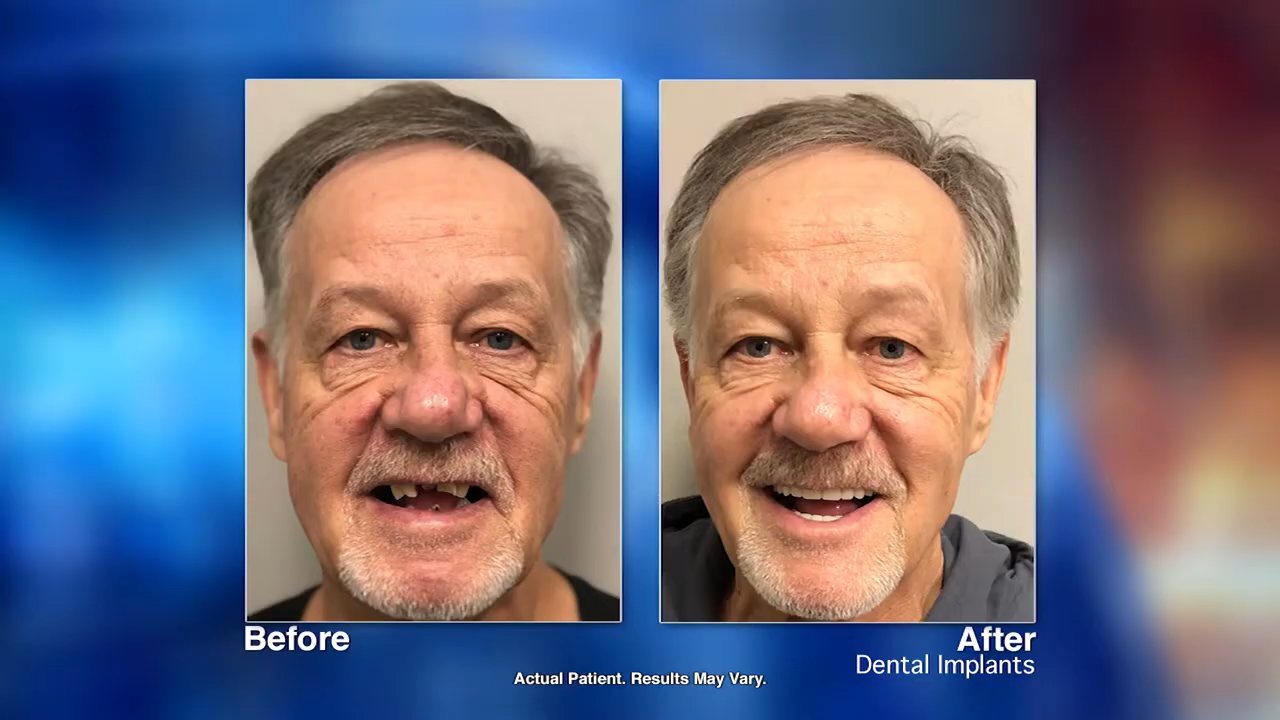 Before
After
Dental Implants
Actual Patient. Results May Vary.